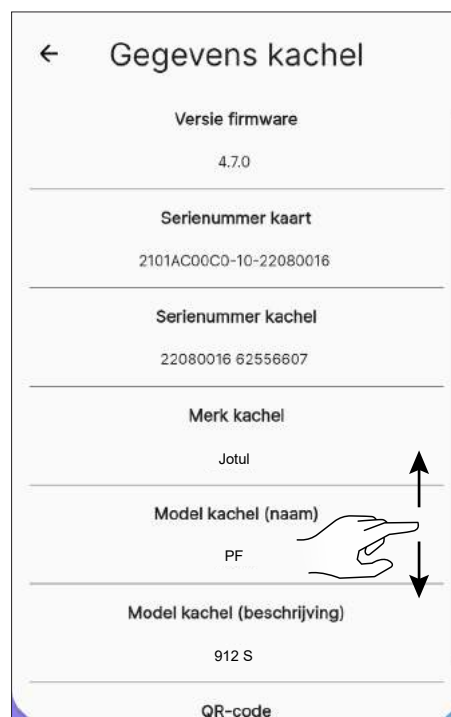 Gegevens kachel
Versie firmware
4.7.0
Serienummer kaart
2101AC00C0-10-22080016
Serienummer kachel
22080016 62556607
Merk kachel
Jotul
Model kachel (naam)
PF
Model kachel (beschrijving)
912 S
QR-code